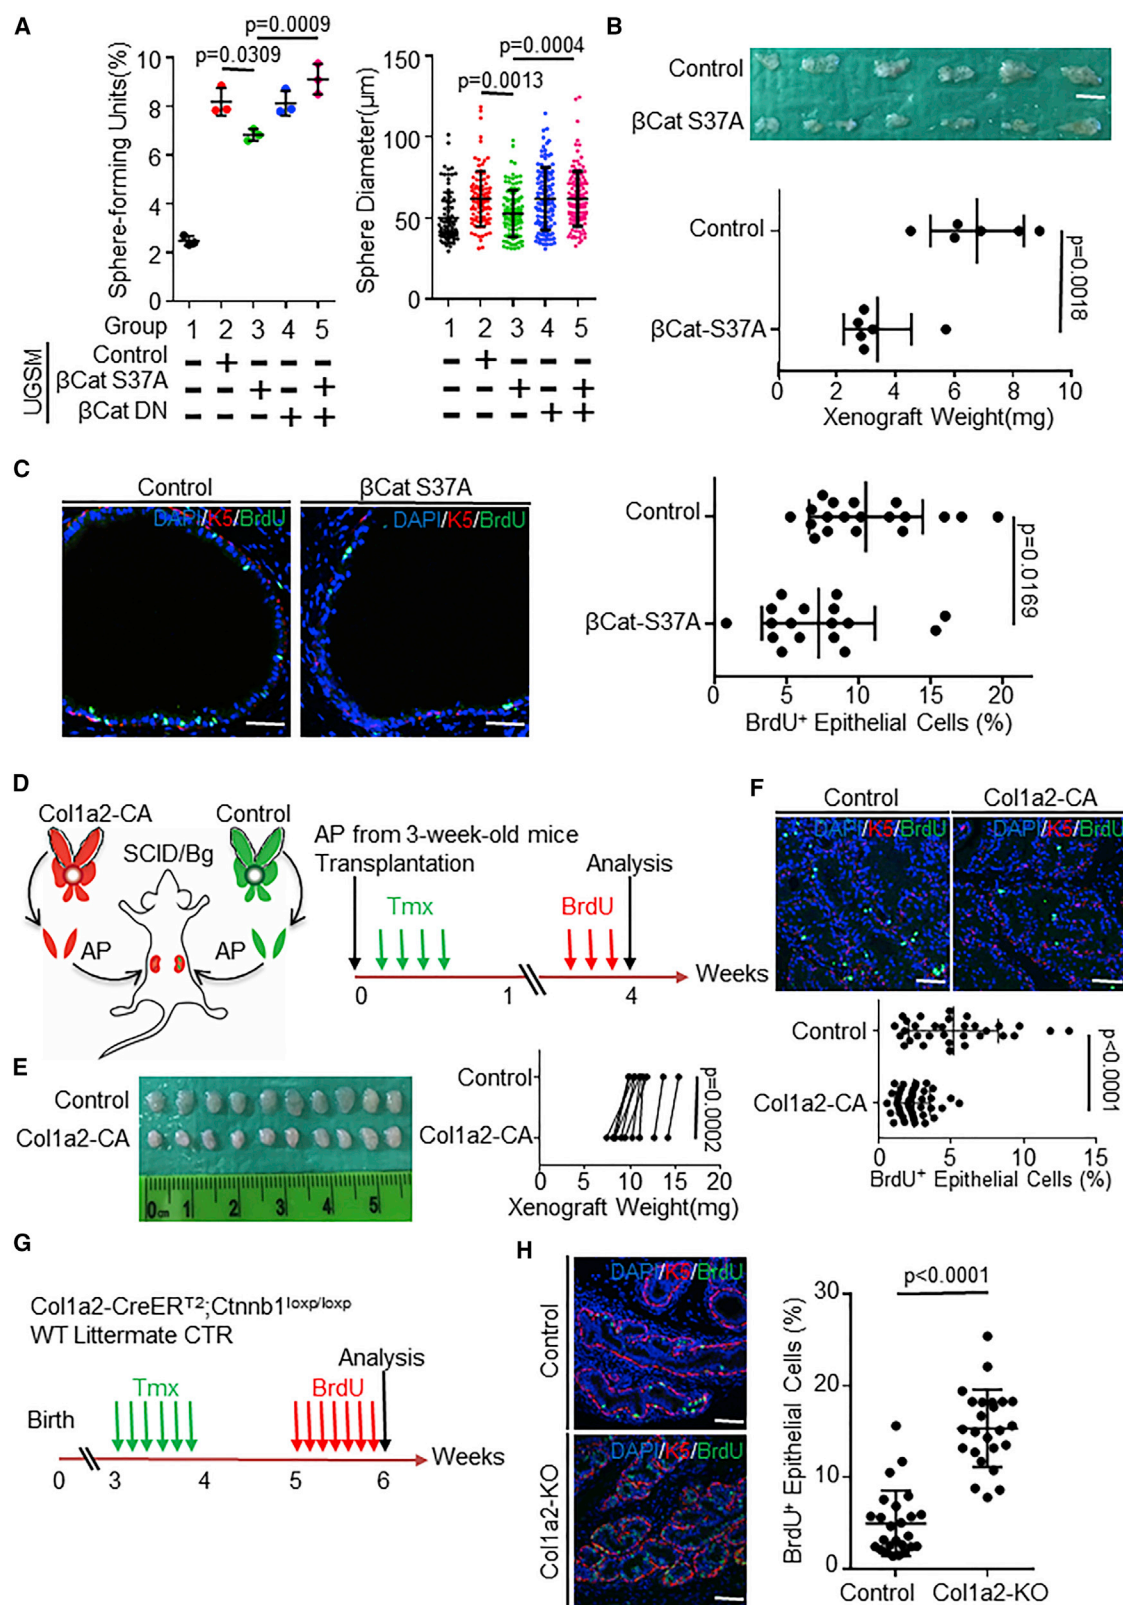 A
p=0.0009
p=0.0309
Sphere-forming Units(%)
10
8
6
4
2
0
1 2 3 4 5
Group
UGSM
Control − + − − −
βCat S37A − − + − +
βCat DN − − − + +
p=0.0004
p=0.0013
Sphere Diameter(µm)
150
100
50
0
1 2 3 4 5
− + − − −
− − + − +
− − − + +
B
Control
βCat S37A
Control
βCat-S37A
p=0.0018
0 2 4 6 8 10
Xenograft Weight(mg)
C
Control
βCat S37A
DAPI/K5/BrdU
DAPI/K5/BrdU
Control
βCat-S37A
p=0.0169
0 5 10 15 20
BrdU⁺ Epithelial Cells (%)
D
Col1a2-CA
Control
SCID/Bg
AP
AP
AP from 3-week-old mice
Transplantation
Analysis
Tmx
BrdU
Weeks
0 1 4
E
Control
Col1a2-CA
0cm 1 2 3 4 5
Control
Col1a2-CA
p=0.0002
0 5 10 15 20
Xenograft Weight(mg)
F
Control
Col1a2-CA
DAPI/K5/BrdU
DAPI/K5/BrdU
Control
Col1a2-CA
p<0.0001
0 5 10 15
BrdU⁺ Epithelial Cells (%)
G
Col1a2-CreERᵀ²;Ctnnb1ˡᵒˣᵖ/ˡᵒˣᵖ
WT Littermate CTR
Analysis
Tmx
BrdU
Birth
Weeks
0 3 4 5 6
H
Control
DAPI/K5/BrdU
Col1a2-KO
DAPI/K5/BrdU
p<0.0001
BrdU⁺ Epithelial Cells (%)
30
20
10
0
Control
Col1a2-KO